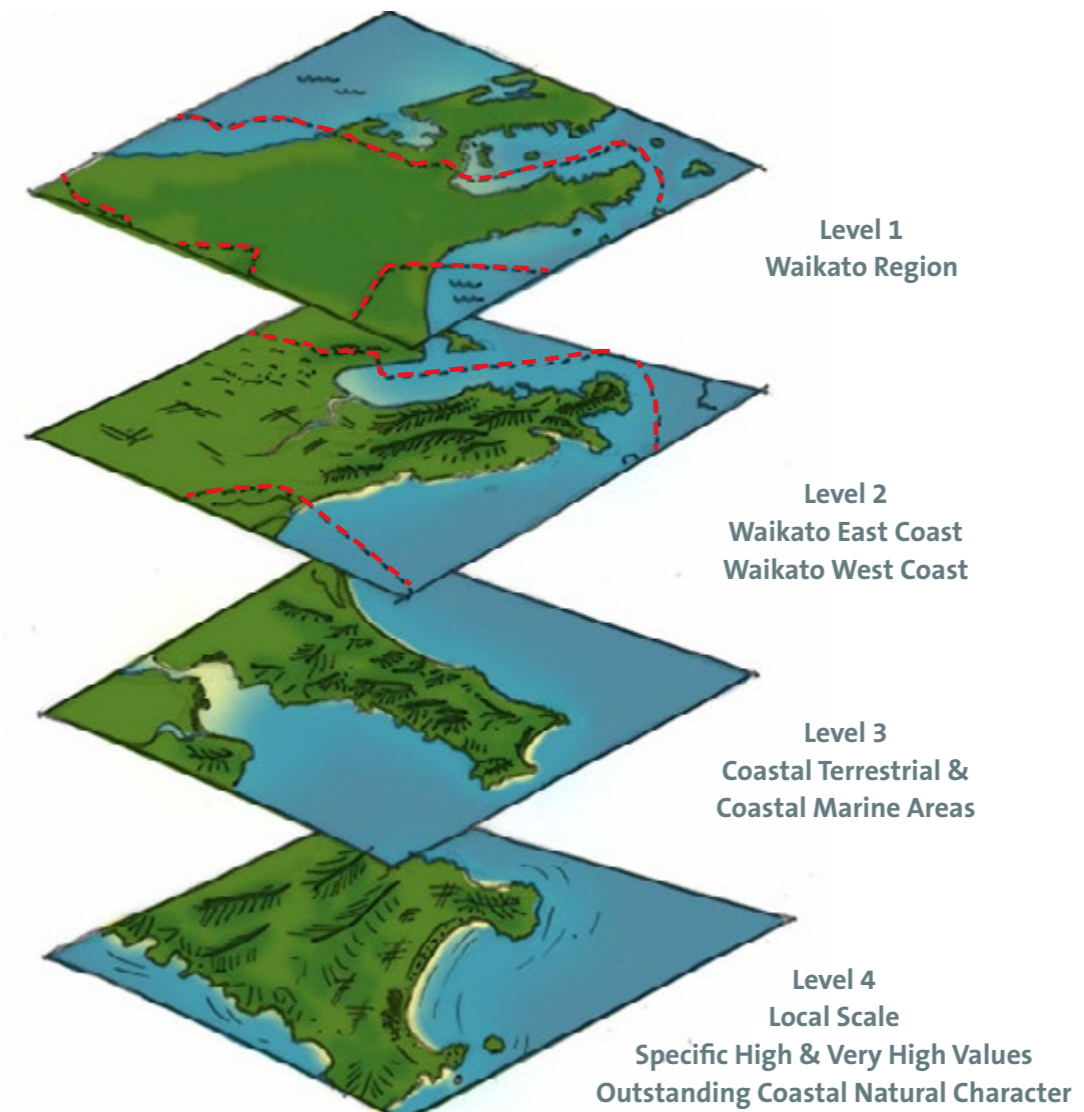 Level 1
Waikato Region
Level 2
Waikato East Coast
Waikato West Coast
Level 3
Coastal Terrestrial &
Coastal Marine Areas
Level 4
Local Scale
Specific High & Very High Values
Outstanding Coastal Natural Character